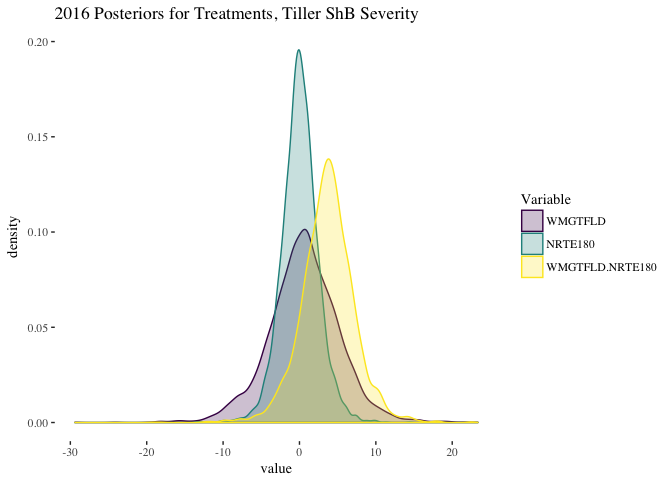 2016 Posteriors for Treatments, Tiller ShB Severity
0.20
0.15
0.10
0.05
0.00
density
-30 -20 -10 0 10 20
value
Variable
WMGTFLD
NRTE180
WMGTFLD.NRTE180